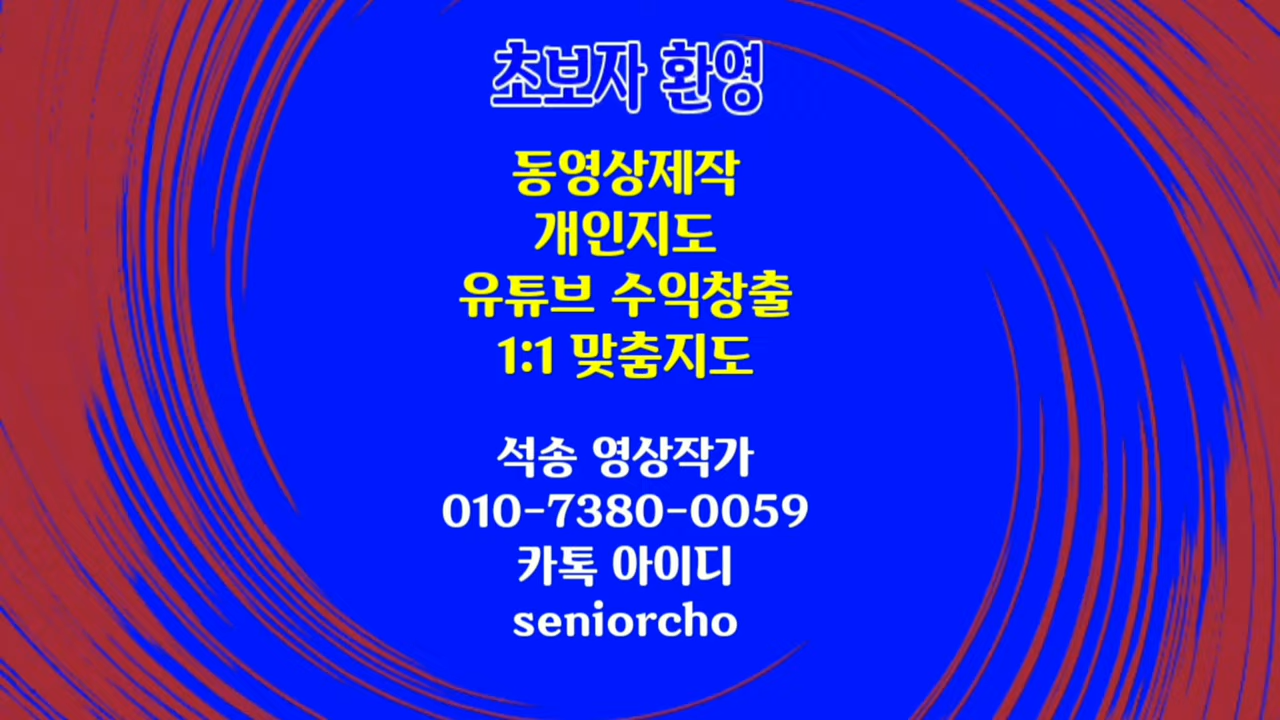 초보자 환영
동영상제작
개인지도
유튜브 수익창출
1:1 맞춤지도
석송 영상작가
010-7380-0059
카톡 아이디
seniorcho